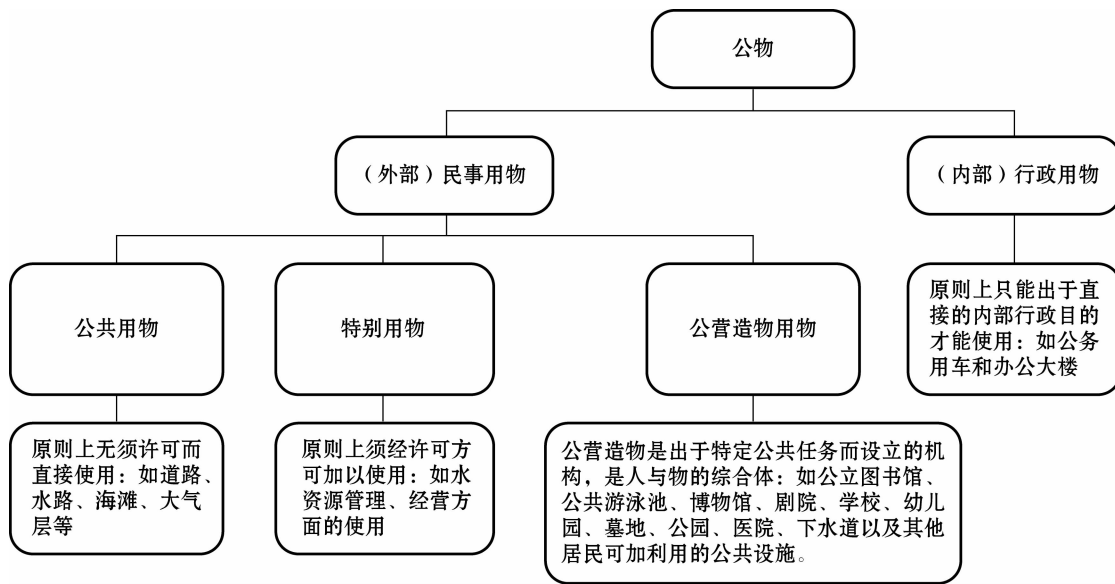 公物
（外部）民事用物
（内部）行政用物
公共用物
特别用物
公营造物用物
原则上只能出于直
接的内部行政目的
才能使用：如公务
用车和办公大楼
原则上无须许可而
直接使用：如道路、
水路、海滩、大气
层等
原则上须经许可方
可加以使用：如水
资源管理、经营方
面的使用
公营造物是出于特定公共任务而设立的机
构，是人与物的综合体：如公立图书馆、
公共游泳池、博物馆、剧院、学校、幼儿
园、墓地、公园、医院、下水道以及其他
居民可加利用的公共设施。